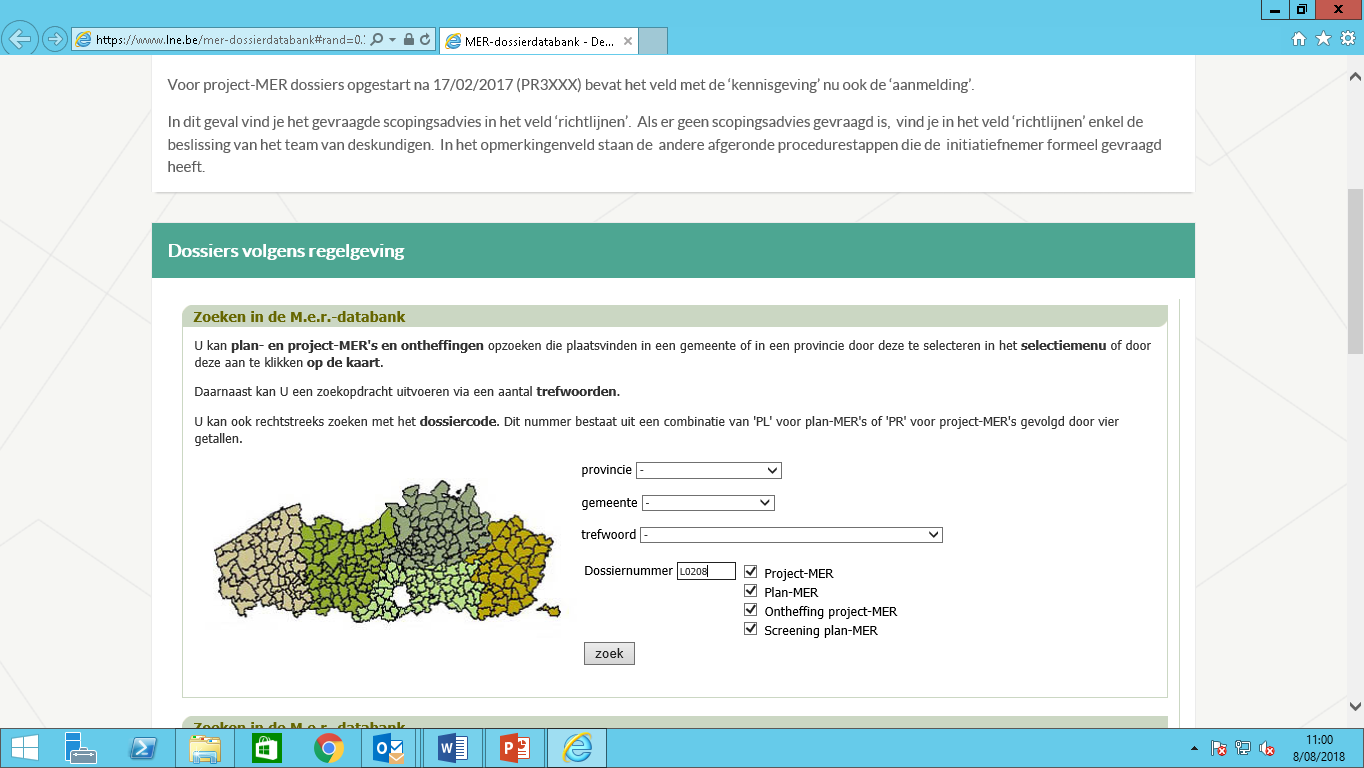 https://www.lne.be/mer-dossierdatabank#rand=0.
MER-dossierdatabank - De...
Voor project-MER dossiers opgestart na 17/02/2017 (PR3XXX) bevat het veld met de ‘kennisgeving’ nu ook de ‘aanmelding’.
In dit geval vind je het gevraagde scopingsadvies in het veld ‘richtlijnen’. Als er geen scopingsadvies gevraagd is, vind je in het veld ‘richtlijnen’ enkel de
beslissing van het team van deskundigen. In het opmerkingenveld staan de andere afgeronde procedurestappen die de initiatiefnemer formeel gevraagd
heeft.
Dossiers volgens regelgeving
Zoeken in de M.e.r.-databank
U kan plan- en project-MER's en ontheffingen opzoeken die plaatsvinden in een gemeente of in een provincie door deze te selecteren in het selectiemenu of door
deze aan te klikken op de kaart.
Daarnaast kan U een zoekopdracht uitvoeren via een aantal trefwoorden.
U kan ook rechtstreeks zoeken met het dossiercode. Dit nummer bestaat uit een combinatie van 'PL' voor plan-MER's of 'PR' voor project-MER's gevolgd door vier
getallen.
provincie -
gemeente -
trefwoord -
Dossiernummer L0208
Project-MER
Plan-MER
Ontheffing project-MER
Screening plan-MER
zoek
Zoeken in de M.e.r.-databank
11:00
8/08/2018